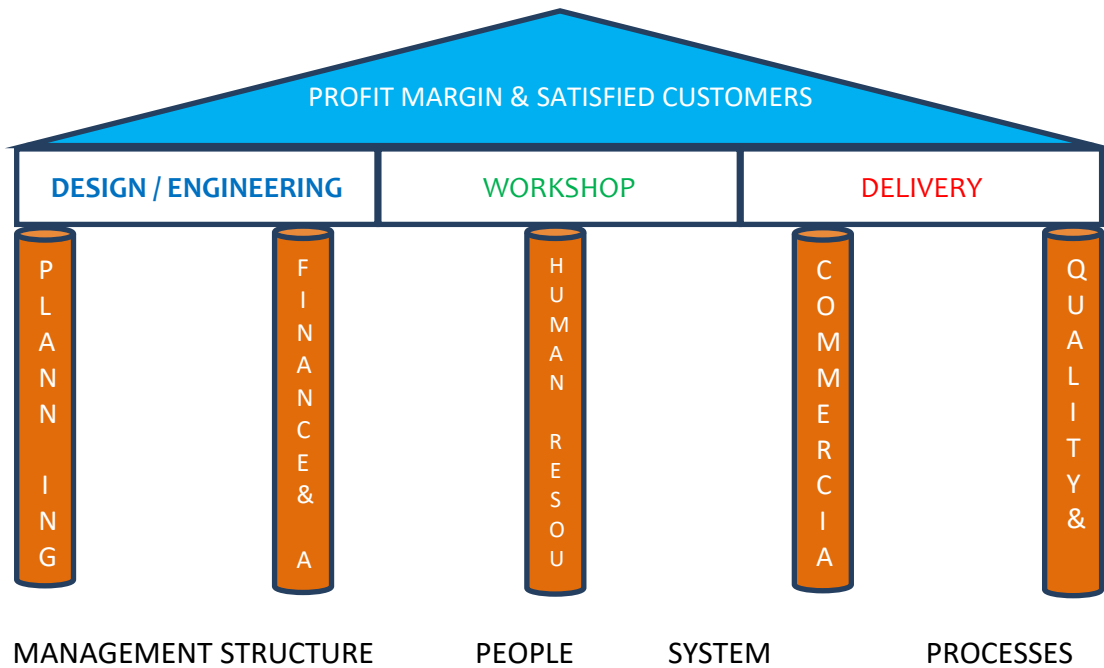 PROFIT MARGIN & SATISFIED CUSTOMERS
DESIGN / ENGINEERING WORKSHOP DELIVERY
PLANN ING
FINANCE& A
HUMAN RESOU
COMMERCIA
QUALITY&
MANAGEMENT STRUCTURE PEOPLE SYSTEM PROCESSES